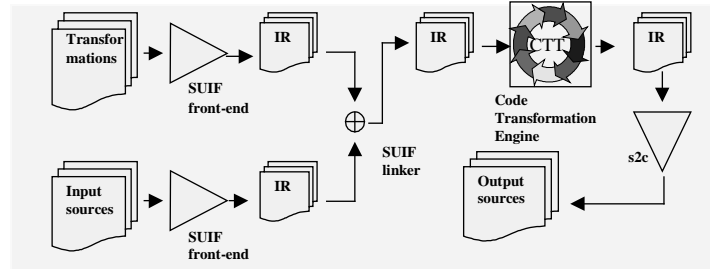 Transfor
mations
SUIF
front-end
IR
IR
CTT
IR
Code
Transformation
Engine
SUIF
linker
s2c
Input
sources
SUIF
front-end
IR
Output
sources